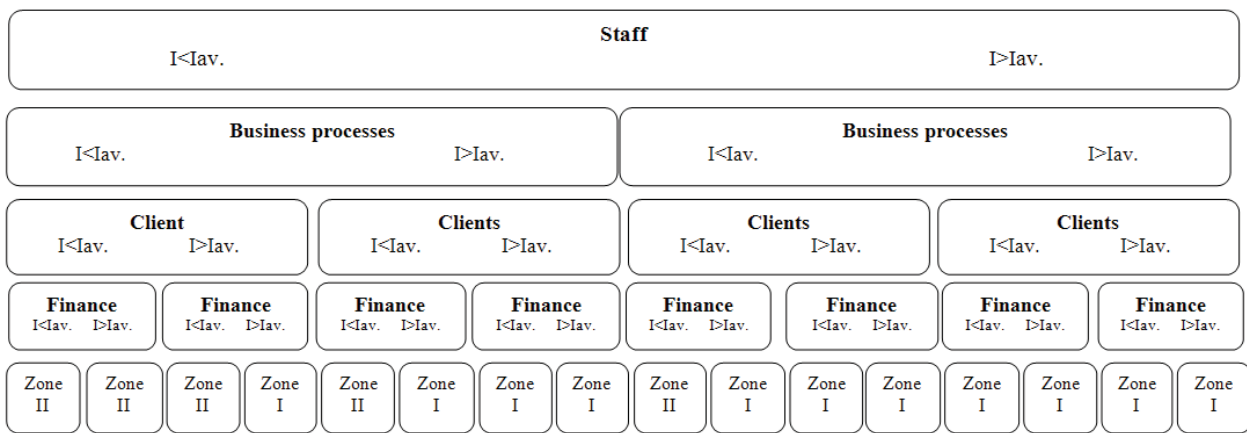 Staff
I<Iav. I>Iav.
Business processes Business processes
I<Iav. I>Iav. I<Iav. I>Iav.
Client Clients Clients Clients
I<Iav. I>Iav. I<Iav. I>Iav. I<Iav. I>Iav. I<Iav. I>Iav.
Finance Finance Finance Finance Finance Finance Finance Finance
I<Iav. I>Iav. I<Iav. I>Iav. I<Iav. I>Iav. I<Iav. I>Iav. I<Iav. I>Iav. I<Iav. I>Iav. I<Iav. I>Iav. I<Iav. I>Iav.
Zone Zone Zone Zone Zone Zone Zone Zone Zone Zone Zone Zone Zone Zone Zone Zone
II II II I II I I I II I I I I I I I